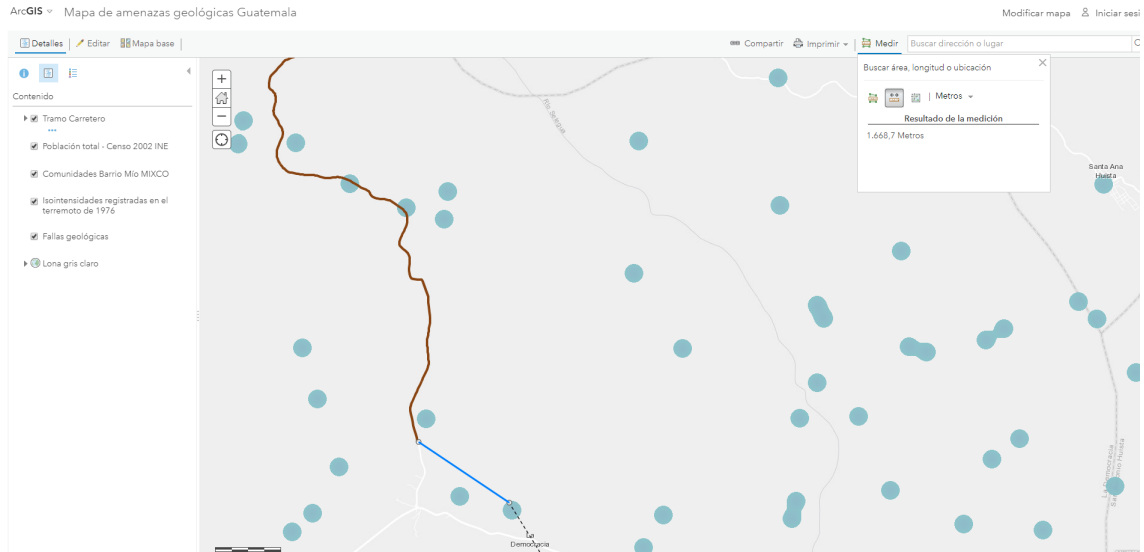 ArcGIS Mapa de amenazas geológicas Guatemala
Modificar mapa Iniciar sesi
Detalles Editar Mapa base
Compartir Imprimir Medir Buscar dirección o lugar
Buscar área, longitud o ubicación
Metros
Resultado de la medición
1.668,7 Metros
Contenido
Tramo Carretero
Población total - Censo 2002 INE
Comunidades Barrio Mío MIXCO
Isointensidades registradas en el
terremoto de 1976
Fallas geológicas
Lona gris claro
Santa Ana
Huista
La Democracia
La
Democracia